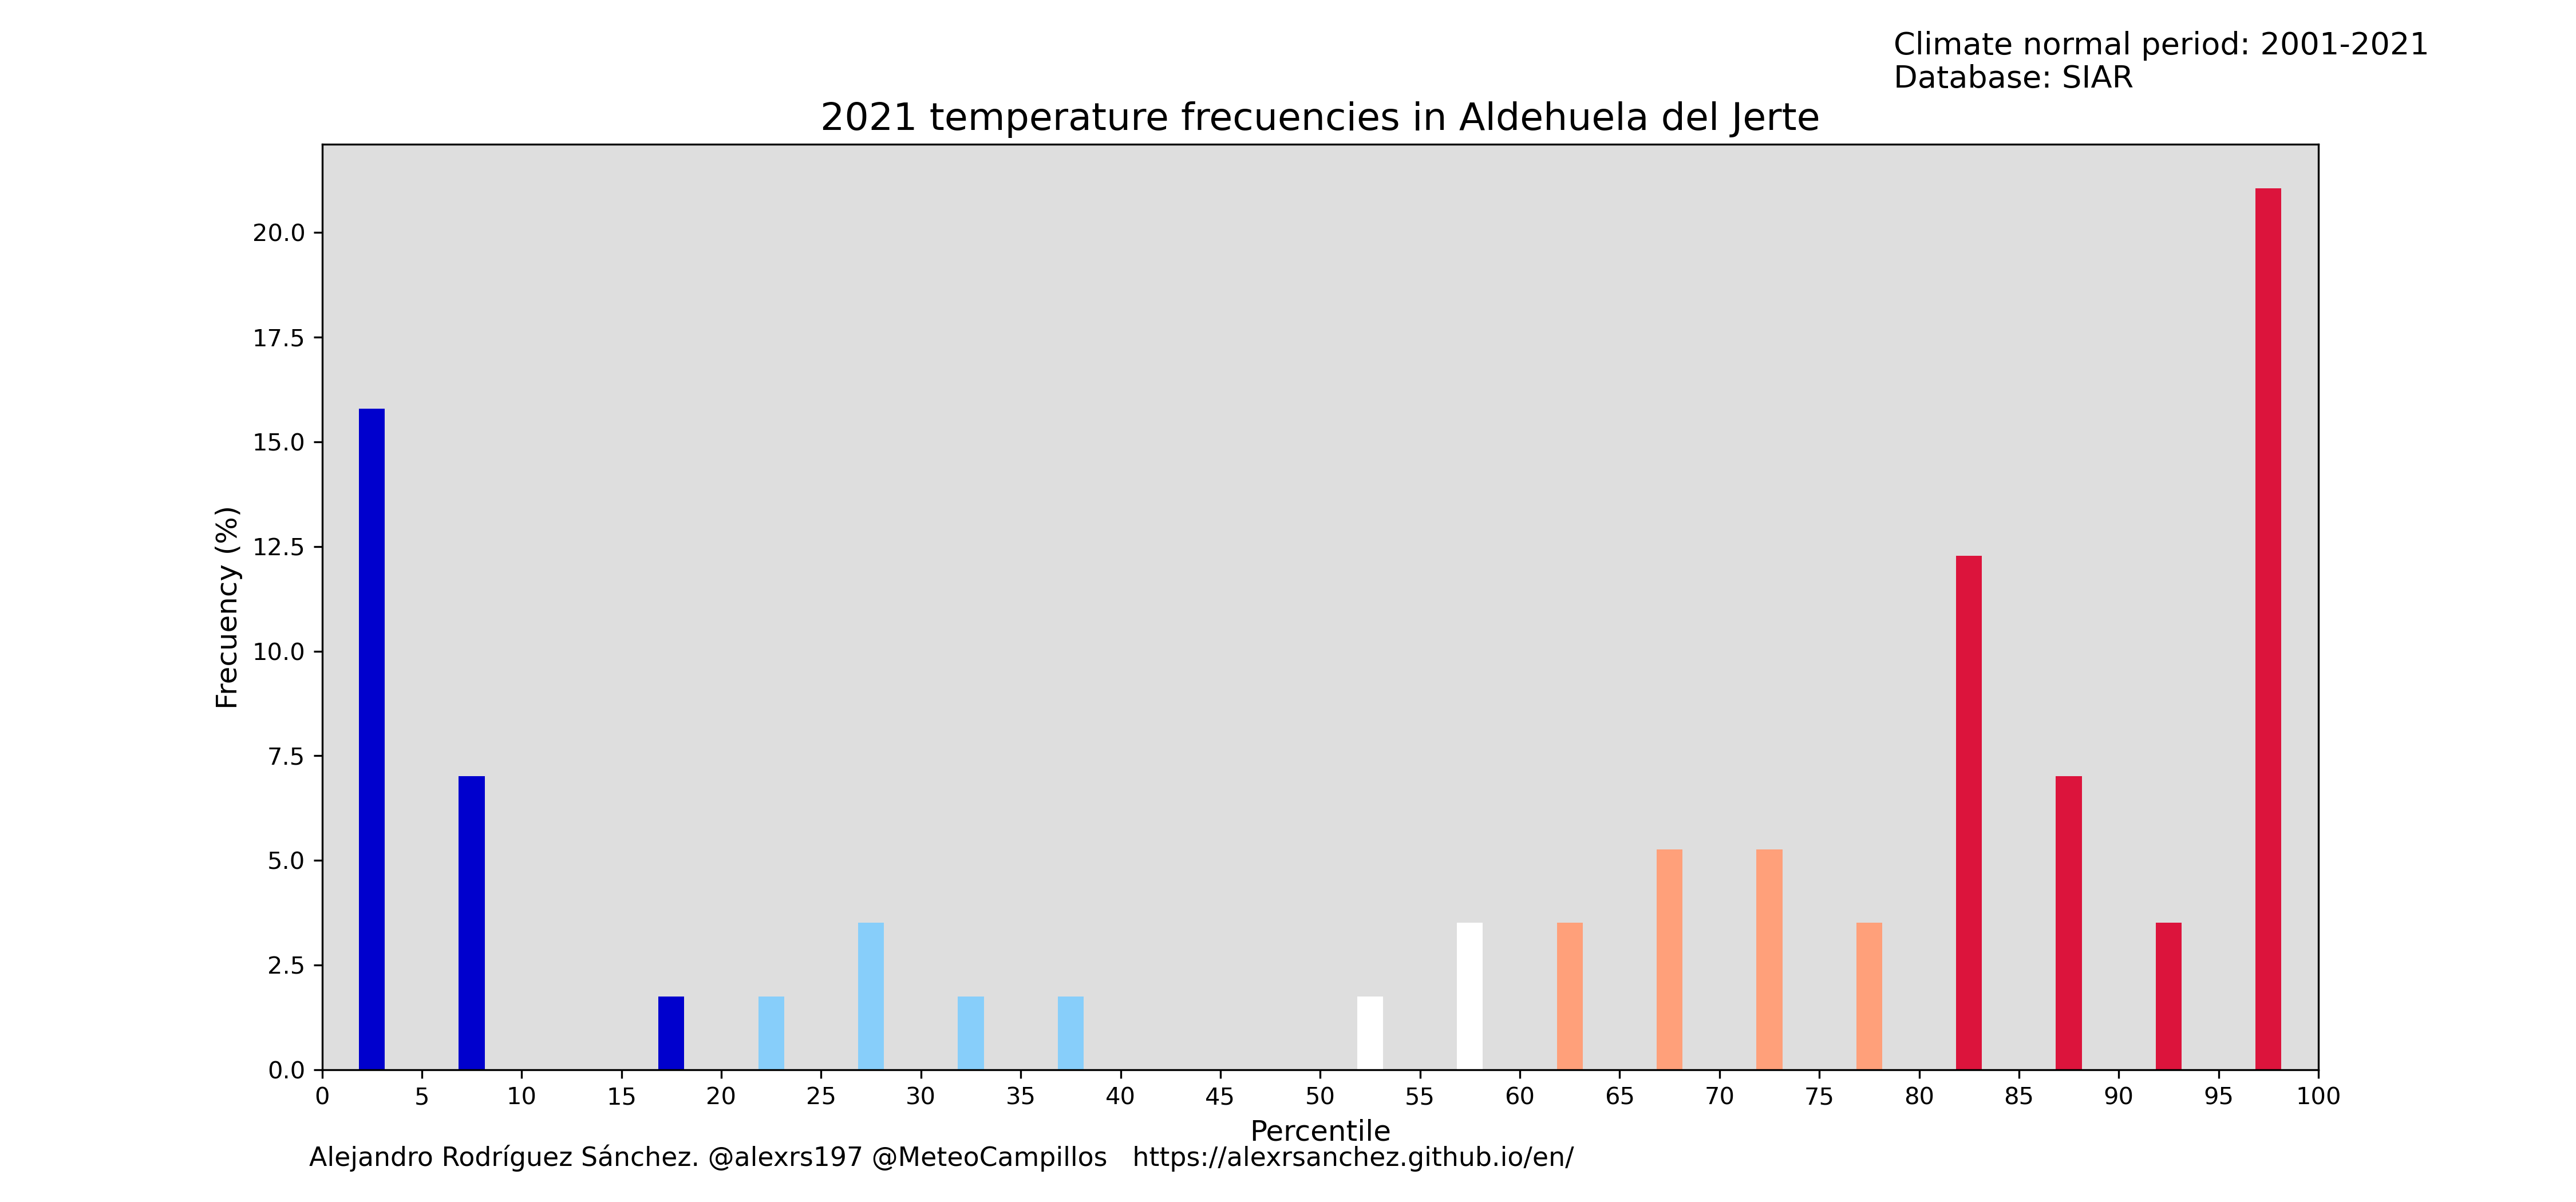 Climate normal period: 2001-2021
Database: SIAR
2021 temperature frecuencies in Aldehuela del Jerte
Frecuency (%)
20.0
17.5
15.0
12.5
10.0
7.5
5.0
2.5
0.0
0 5 10 15 20 25 30 35 40 45 50 55 60 65 70 75 80 85 90 95 100
Percentile
Alejandro Rodríguez Sánchez. @alexrs197 @MeteoCampillos https://alexrsanchez.github.io/en/